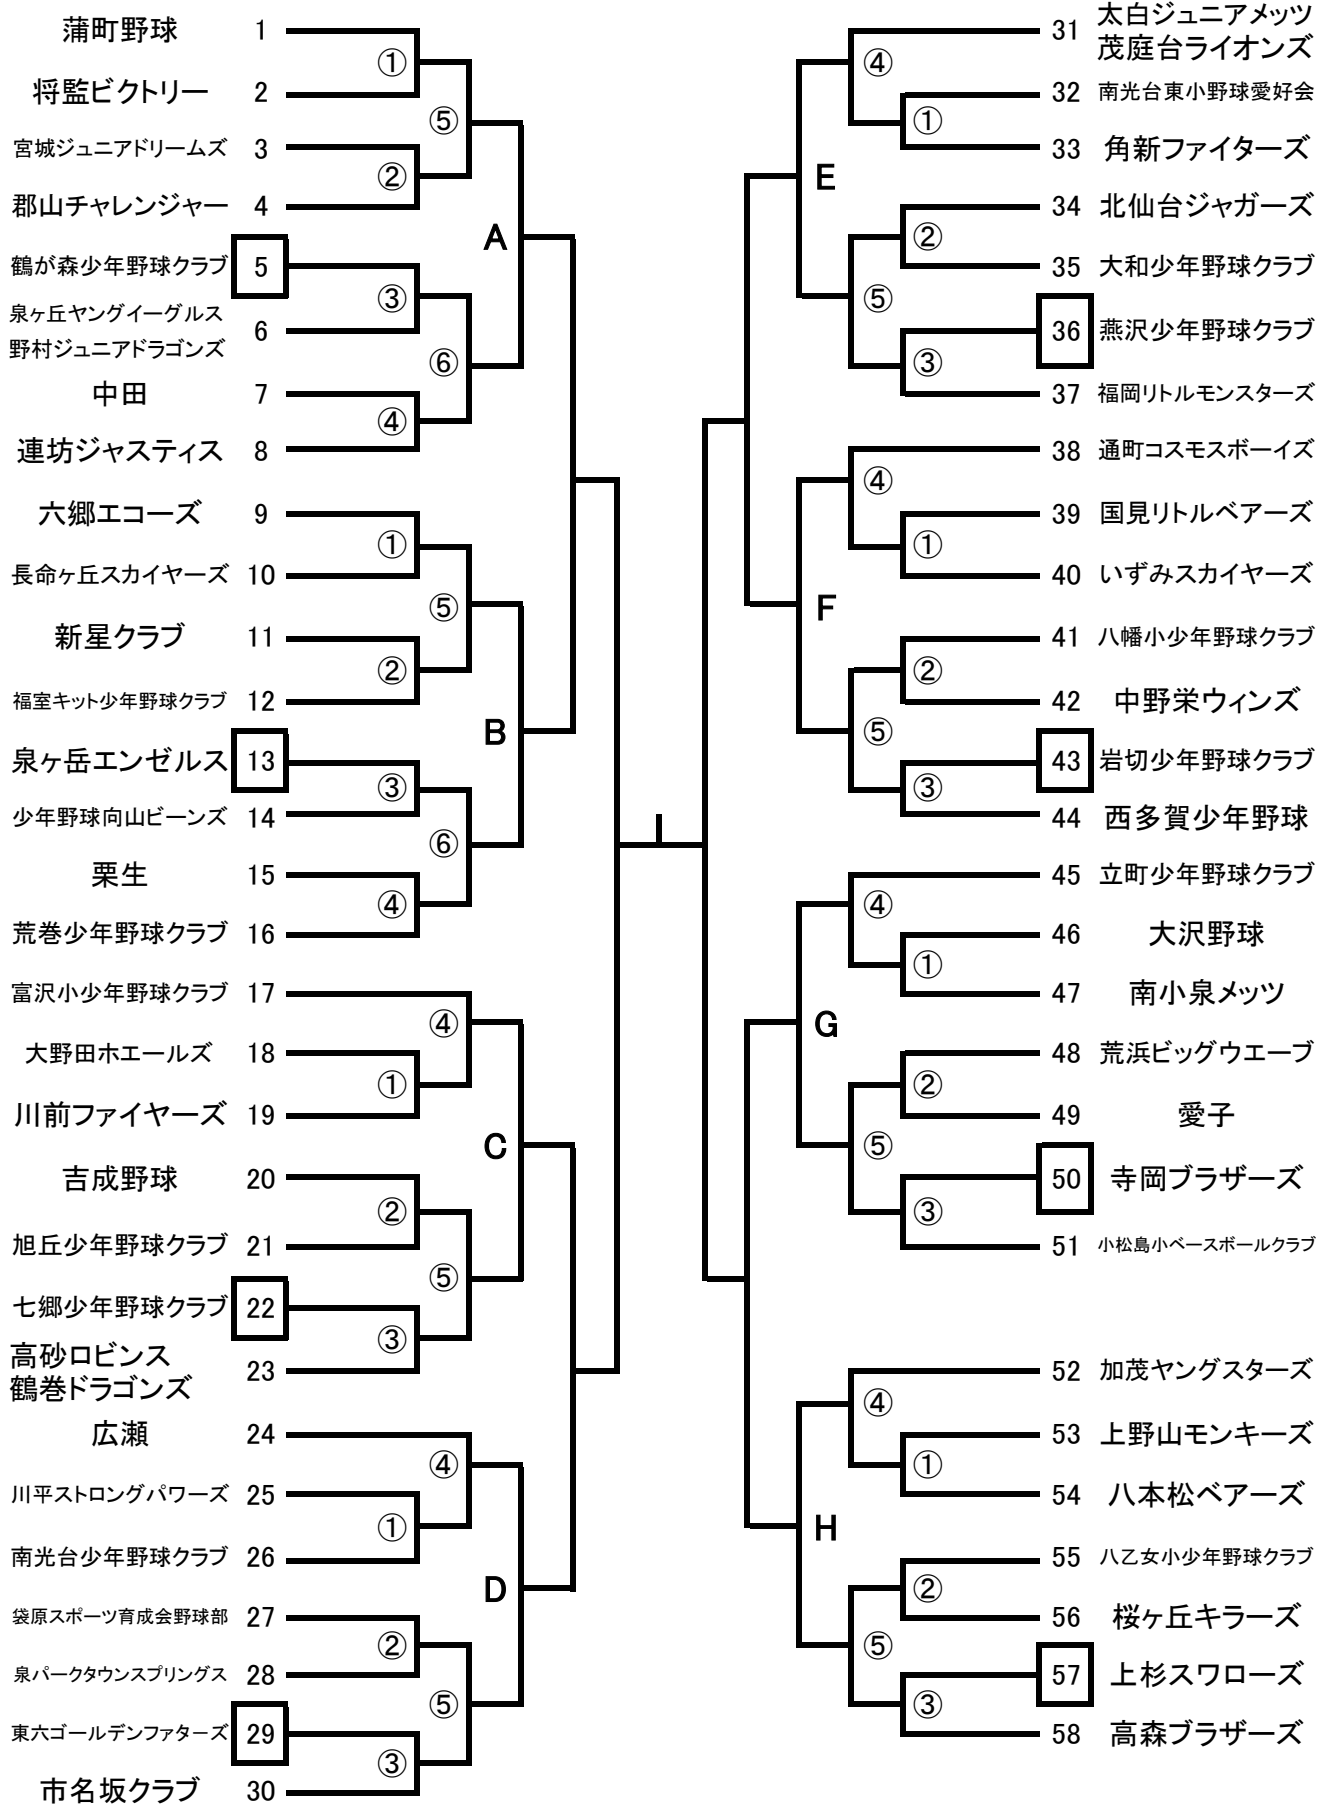 蒲町野球 1
将監ビクトリー 2
宮城ジュニアドリームズ 3
郡山チャレンジャー 4
鶴が森少年野球クラブ 5
泉ヶ丘ヤングイーグルス
野村ジュニアドラゴンズ
6
中田 7
連坊ジャスティス 8
六郷エコーズ 9
長命ヶ丘スカイヤーズ 10
新星クラブ 11
福室キット少年野球クラブ 12
泉ヶ岳エンゼルス 13
少年野球向山ビーンズ 14
栗生 15
荒巻少年野球クラブ 16
富沢小少年野球クラブ 17
大野田ホエールズ 18
川前ファイヤーズ 19
吉成野球 20
旭丘少年野球クラブ 21
七郷少年野球クラブ 22
高砂ロビンス
鶴巻ドラゴンズ
23
広瀬 24
川平ストロングパワーズ 25
南光台少年野球クラブ 26
袋原スポーツ育成会野球部 27
泉パークタウンスプリングス 28
東六ゴールデンファターズ 29
市名坂クラブ 30
①
②
③
④
⑤
⑥
A
①
②
③
④
⑤
⑥
B
④
①
②
③
⑤
C
④
①
②
③
⑤
D
E
④
①
②
⑤
③
F
④
①
②
⑤
③
G
④
①
②
⑤
③
H
④
①
②
⑤
③
31
太白ジュニアメッツ
茂庭台ライオンズ
32 南光台東小野球愛好会
33 角新ファイターズ
34 北仙台ジャガーズ
35 大和少年野球クラブ
36 燕沢少年野球クラブ
37 福岡リトルモンスターズ
38 通町コスモスボーイズ
39 国見リトルベアーズ
40 いずみスカイヤーズ
41 八幡小少年野球クラブ
42 中野栄ウィンズ
43 岩切少年野球クラブ
44 西多賀少年野球
45 立町少年野球クラブ
46 大沢野球
47 南小泉メッツ
48 荒浜ビッグウエーブ
49 愛子
50 寺岡ブラザーズ
51 小松島小ベースボールクラブ
52 加茂ヤングスターズ
53 上野山モンキーズ
54 八本松ベアーズ
55 八乙女小少年野球クラブ
56 桜ヶ丘キラーズ
57 上杉スワローズ
58 高森ブラザーズ